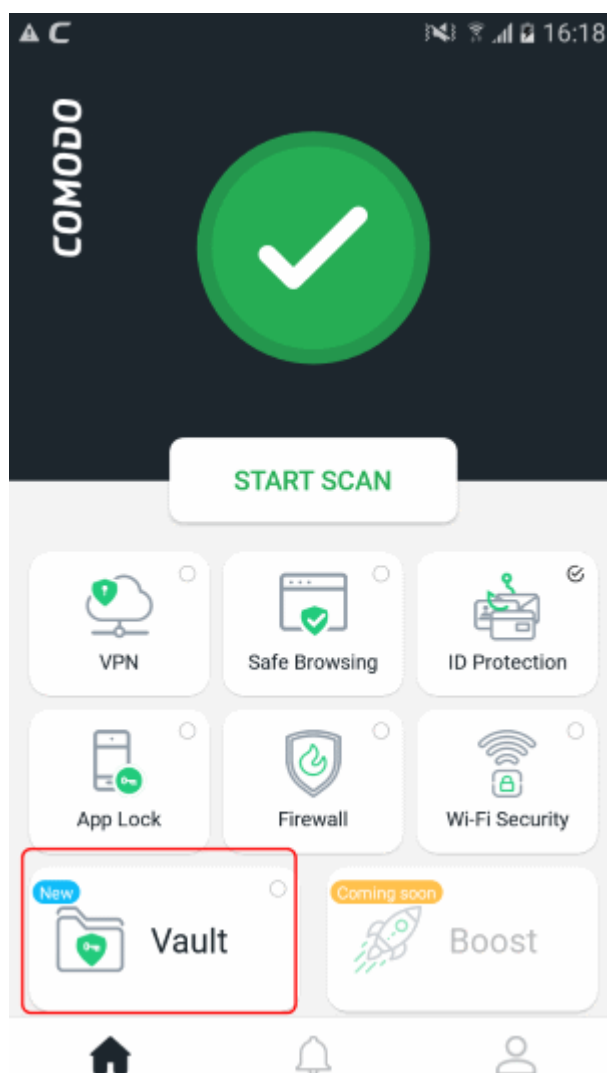 16:18
COMODO
START SCAN
VPN
Safe Browsing
ID Protection
App Lock
Firewall
Wi-Fi Security
New
Vault
Coming soon
Boost